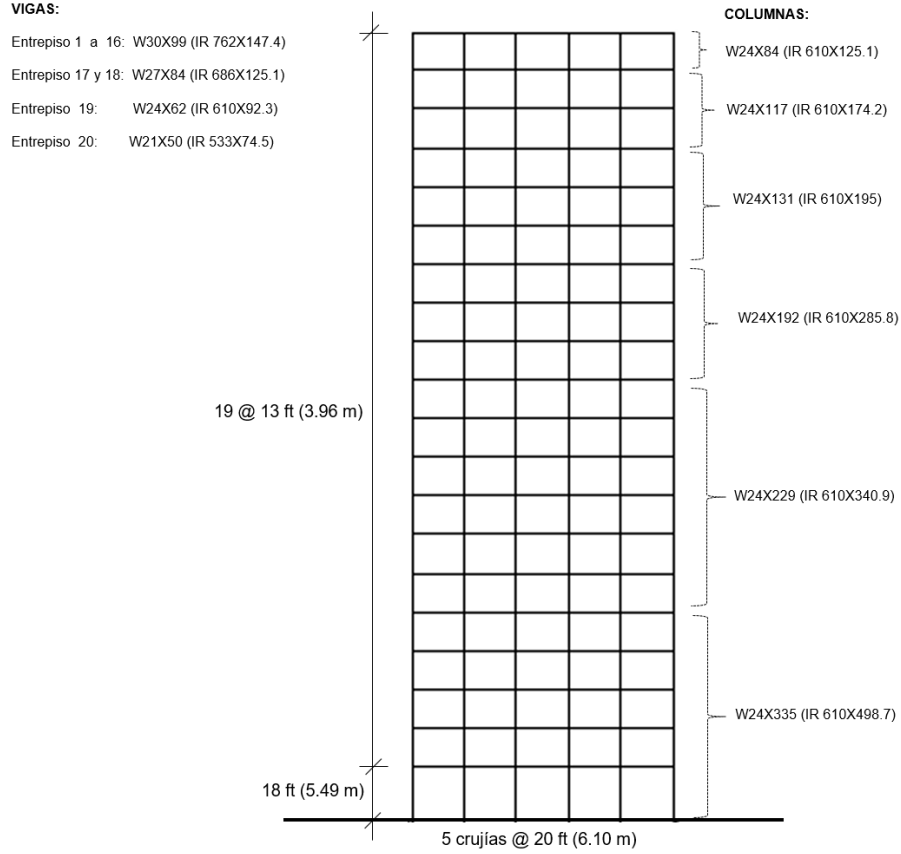 VIGAS:
Entrepiso 1 a 16: W30X99 (IR 762X147.4)
Entrepiso 17 y 18: W27X84 (IR 686X125.1)
Entrepiso 19: W24X62 (IR 610X92.3)
Entrepiso 20: W21X50 (IR 533X74.5)
COLUMNAS:
W24X84 (IR 610X125.1)
W24X117 (IR 610X174.2)
W24X131 (IR 610X195)
W24X192 (IR 610X285.8)
19 @ 13 ft (3.96 m)
W24X229 (IR 610X340.9)
W24X335 (IR 610X498.7)
18 ft (5.49 m)
5 crujías @ 20 ft (6.10 m)